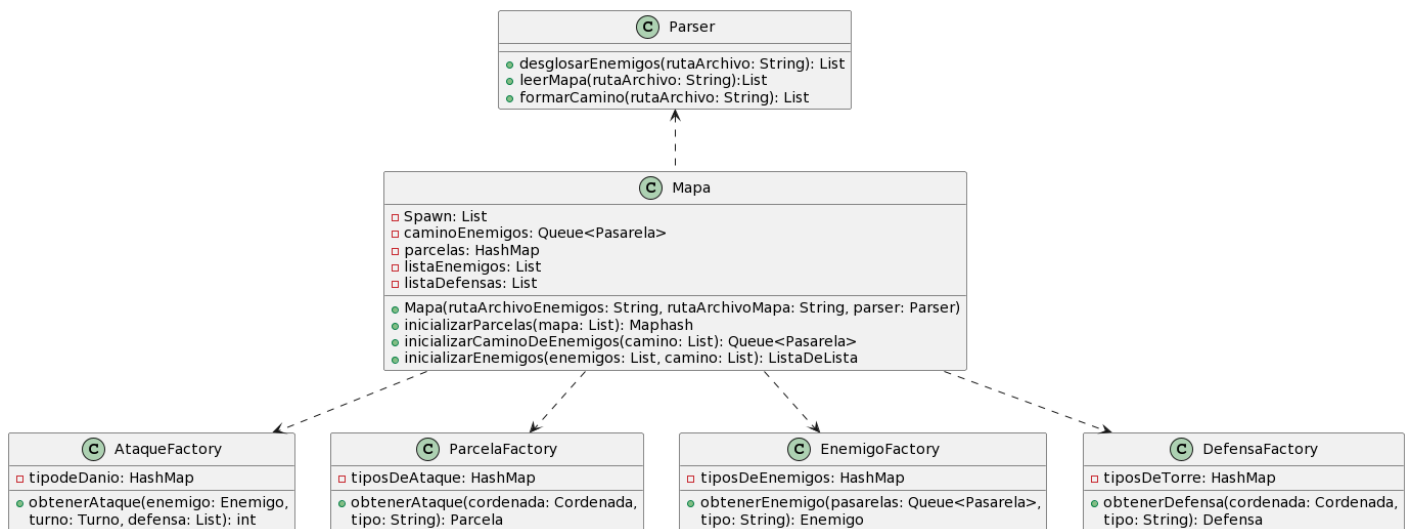 C Parser
desglosarEnemigos(rutaArchivo: String): List
leerMapa(rutaArchivo: String):List
formarCamino(rutaArchivo: String): List
C Mapa
Spawn: List
caminoEnemigos: Queue<Pasarela>
parcelas: HashMap
listaEnemigos: List
listaDefensas: List
Mapa(rutaArchivoEnemigos: String, rutaArchivoMapa: String, parser: Parser)
inicializarParcelas(mapa: List): Maphash
inicializarCaminoDeEnemigos(camino: List): Queue<Pasarela>
inicializarEnemigos(enemigos: List, camino: List): ListaDeLista
C AtaqueFactory
tipodeDanio: HashMap
obtenerAtaque(enemigo: Enemigo,
turno: Turno, defensa: List): int
C ParcelaFactory
tiposDeAtaque: HashMap
obtenerAtaque(cordenada: Cordenada,
tipo: String): Parcela
C EnemigoFactory
tiposDeEnemigos: HashMap
obtenerEnemigo(pasarelas: Queue<Pasarela>,
tipo: String): Enemigo
C DefensaFactory
tiposDeTorre: HashMap
obtenerDefensa(cordenada: Cordenada,
tipo: String): Defensa